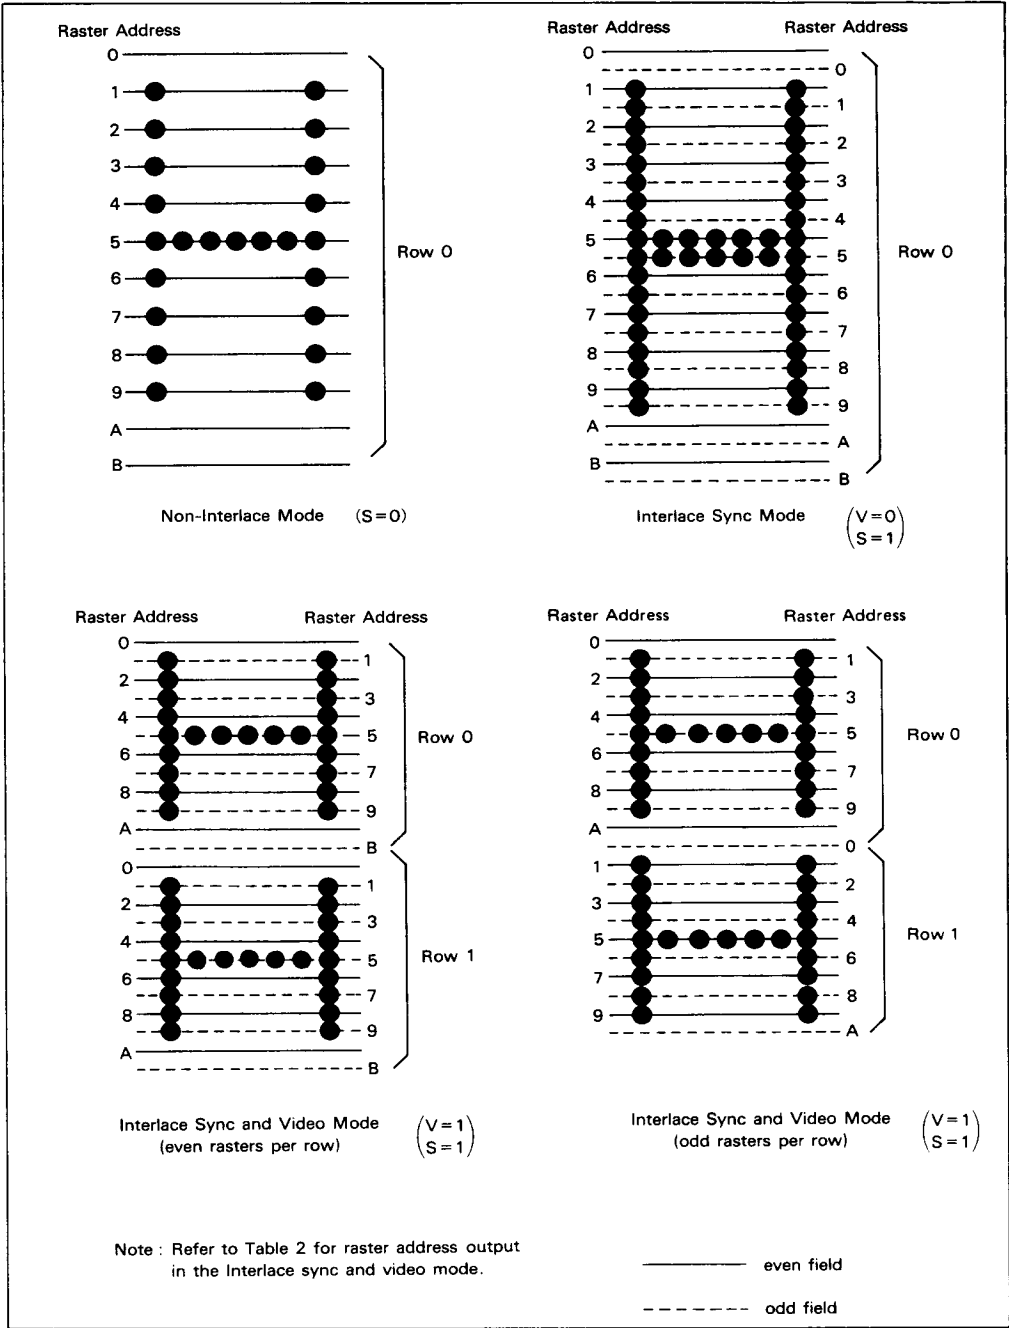 Raster Address
0
1
2
3
4
5
6
7
8
9
A
B
Row 0
Non-Interlace Mode (S=0)
Raster Address Raster Address
0
0
1
1
2
2
3
3
4
4
5
5
6
6
7
7
8
8
9
9
A
A
B
B
Row 0
Interlace Sync Mode (V=0 S=1)
Raster Address Raster Address
0
1
2
3
4
5
6
7
8
9
A
B
Row 0
0
1
2
3
4
5
6
7
8
9
A
B
Row 1
Interlace Sync and Video Mode (V=1
(even rasters per row) S=1)
Raster Address Raster Address
0
1
2
3
4
5
6
7
8
9
A
Row 0
0
1
2
3
4
5
6
7
8
9
A
Row 1
Interlace Sync and Video Mode (V=1
(odd rasters per row) S=1)
Note : Refer to Table 2 for raster address output
in the Interlace sync and video mode.
even field
odd field